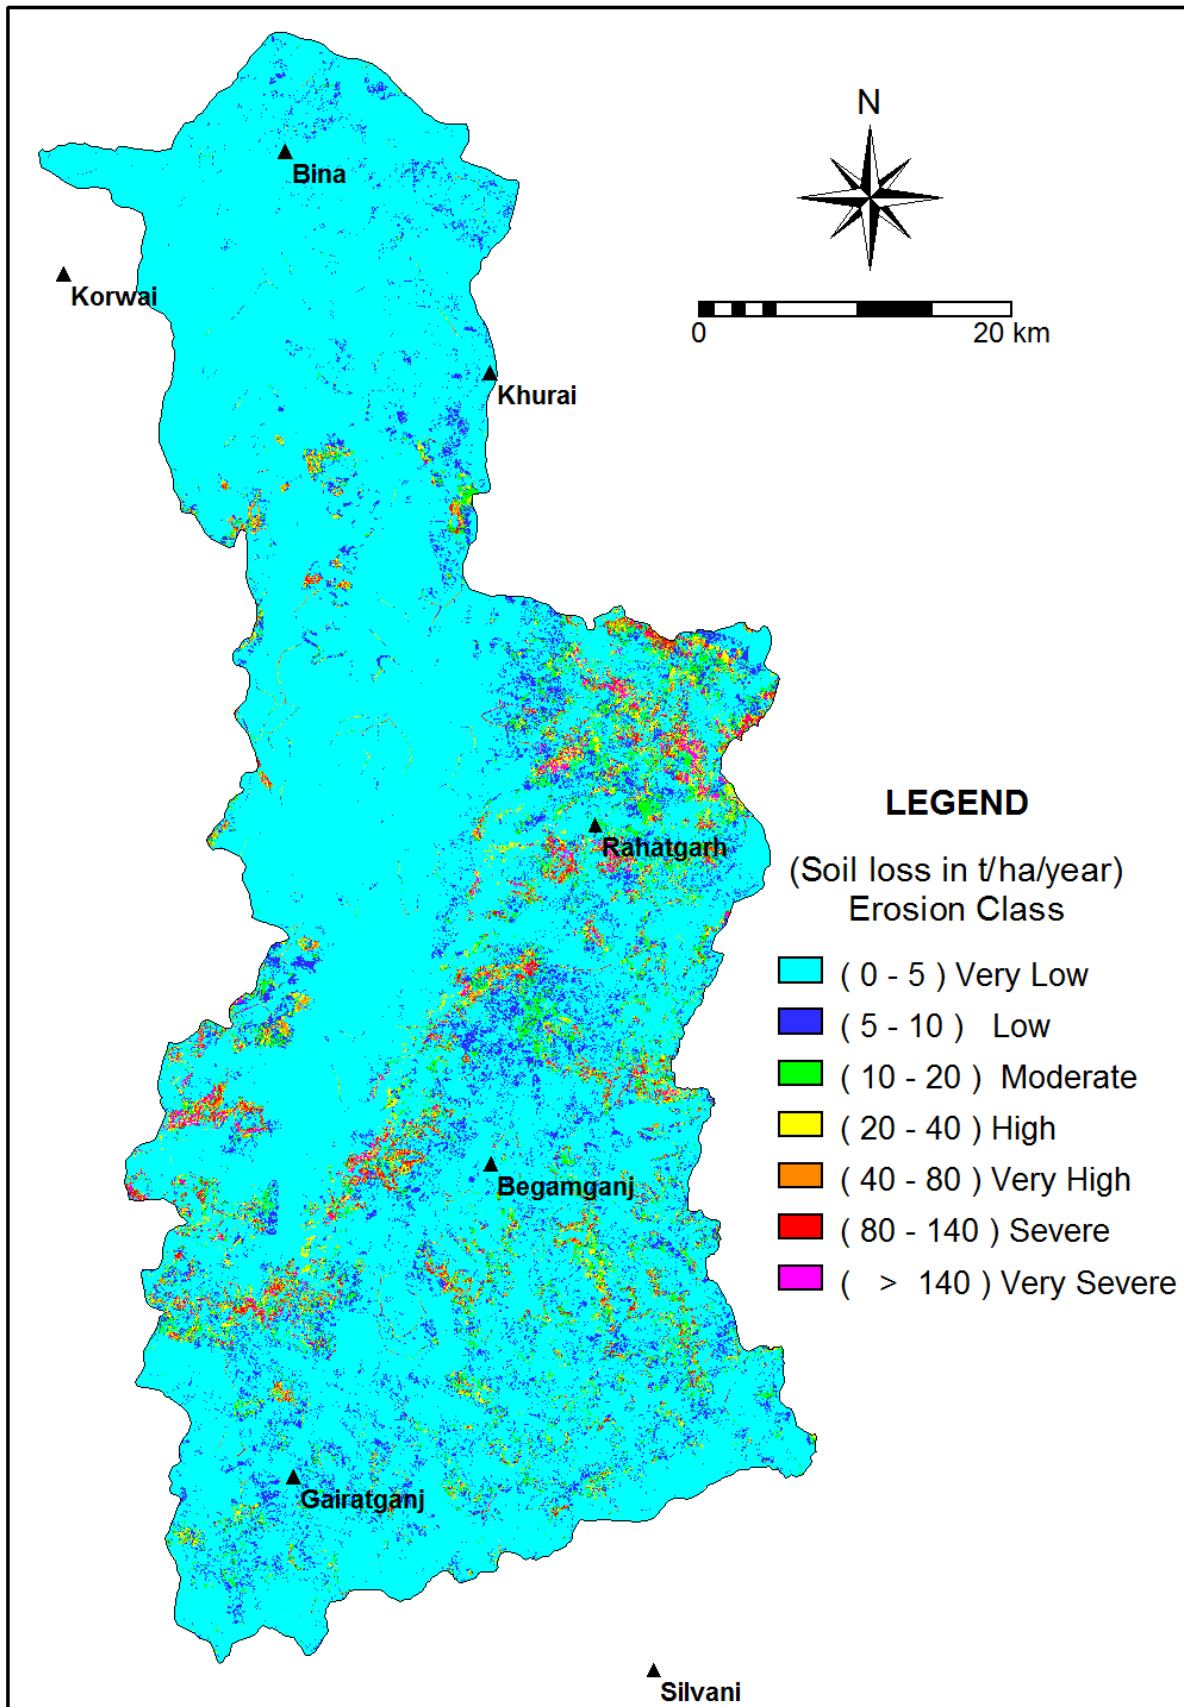 N
Bina
Korwai
0 20 km
Khurai
LEGEND
Rahatgarh
(Soil loss in t/ha/year)
Erosion Class
( 0 - 5 ) Very Low
( 5 - 10 ) Low
( 10 - 20 ) Moderate
( 20 - 40 ) High
Begamganj
( 40 - 80 ) Very High
( 80 - 140 ) Severe
( > 140 ) Very Severe
Gairatganj
Silvani